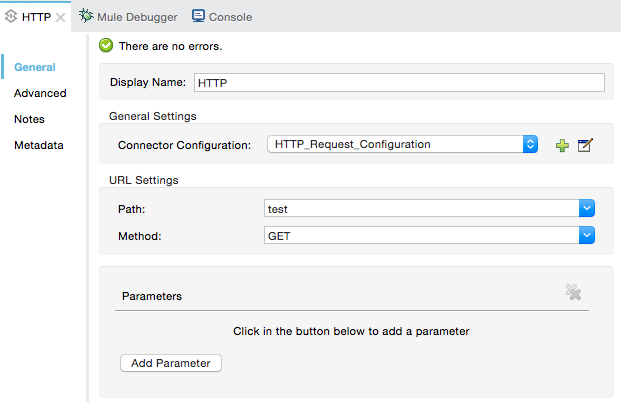 HTTP
Mule Debugger
Console
There are no errors.
General
Advanced
Notes
Metadata
Display Name: HTTP
General Settings
Connector Configuration: HTTP_Request_Configuration
URL Settings
Path: test
Method: GET
Parameters
Click in the button below to add a parameter
Add Parameter